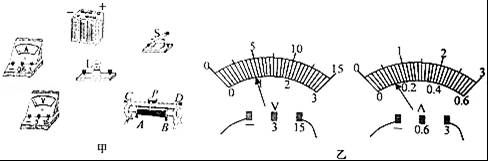 − +
A
S
L
V
C P D
A B
甲
0 5 10 15
0 1 2 3
V
− 3 15
0 1 2 3
0 0.2 0.4 0.6
A
− 0.6 3
乙